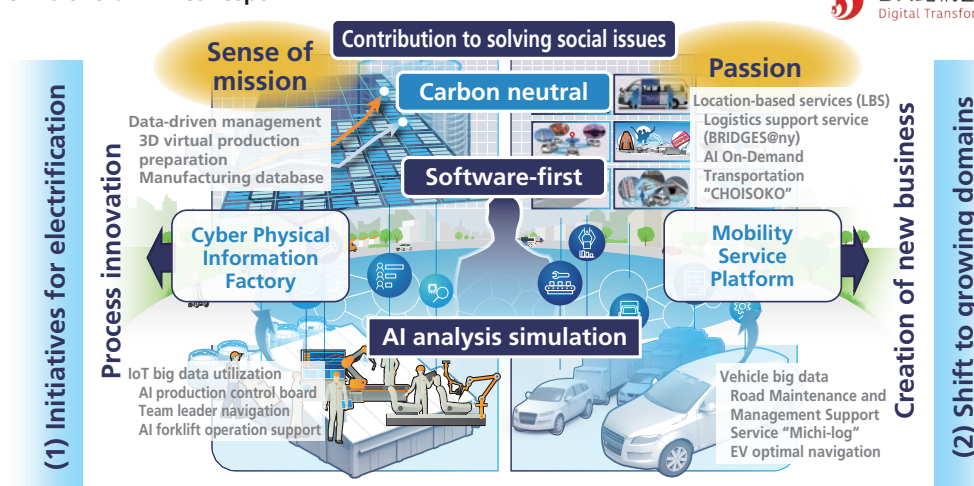 Digital Transfor
Contribution to solving social issues
Sense of
mission
Passion
Carbon neutral
Data-driven management
3D virtual production
preparation
Manufacturing database
Location-based services (LBS)
Logistics support service
(BRIDGES@ny)
AI On-Demand
Transportation
“CHOISOKO”
Software-first
(1) Initiatives for electrification
Process innovation
Cyber Physical
Information
Factory
Mobility
Service
Platform
Creation of new business
(2) Shift to growing domains
AI analysis simulation
IoT big data utilization
AI production control board
Team leader navigation
AI forklift operation support
Vehicle big data
Road Maintenance and
Management Support
Service “Michi-log”
EV optimal navigation